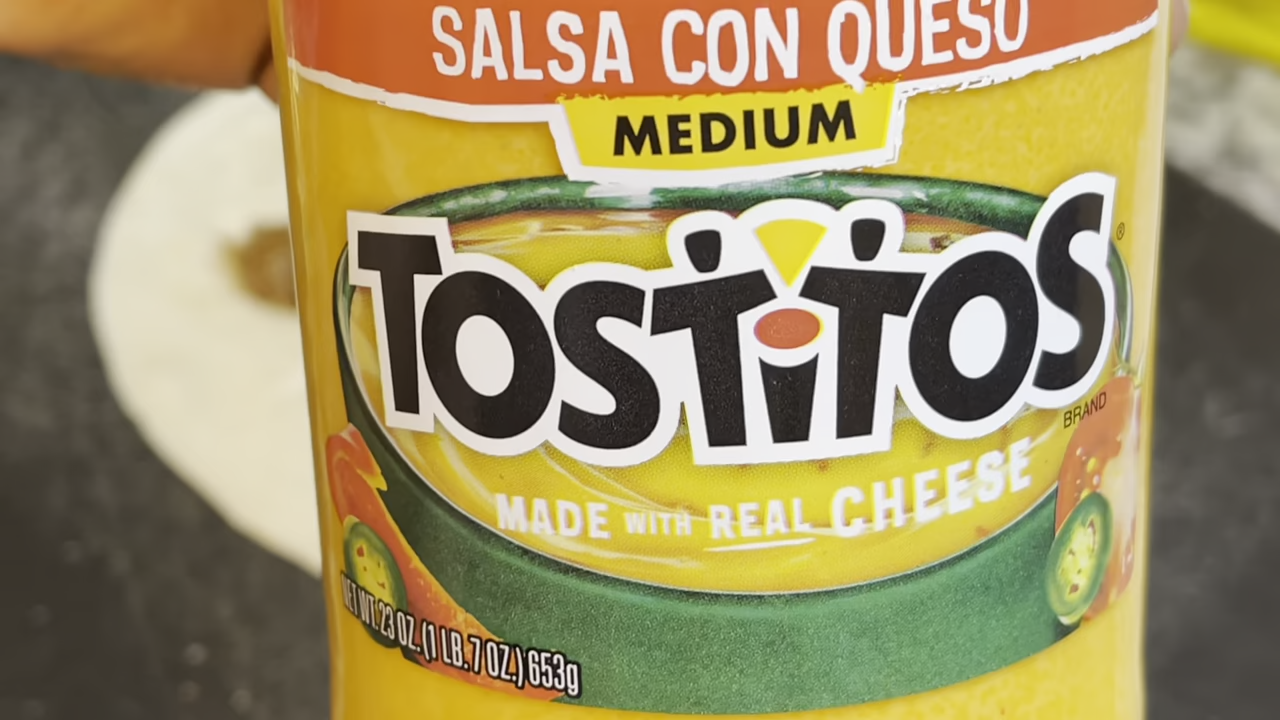 SALSA CON QUESO
MEDIUM
TOSTITOS®
BRAND
MADE WITH REAL CHEESE
NET WT. 23 OZ. (1 LB. 7 OZ.) 653g